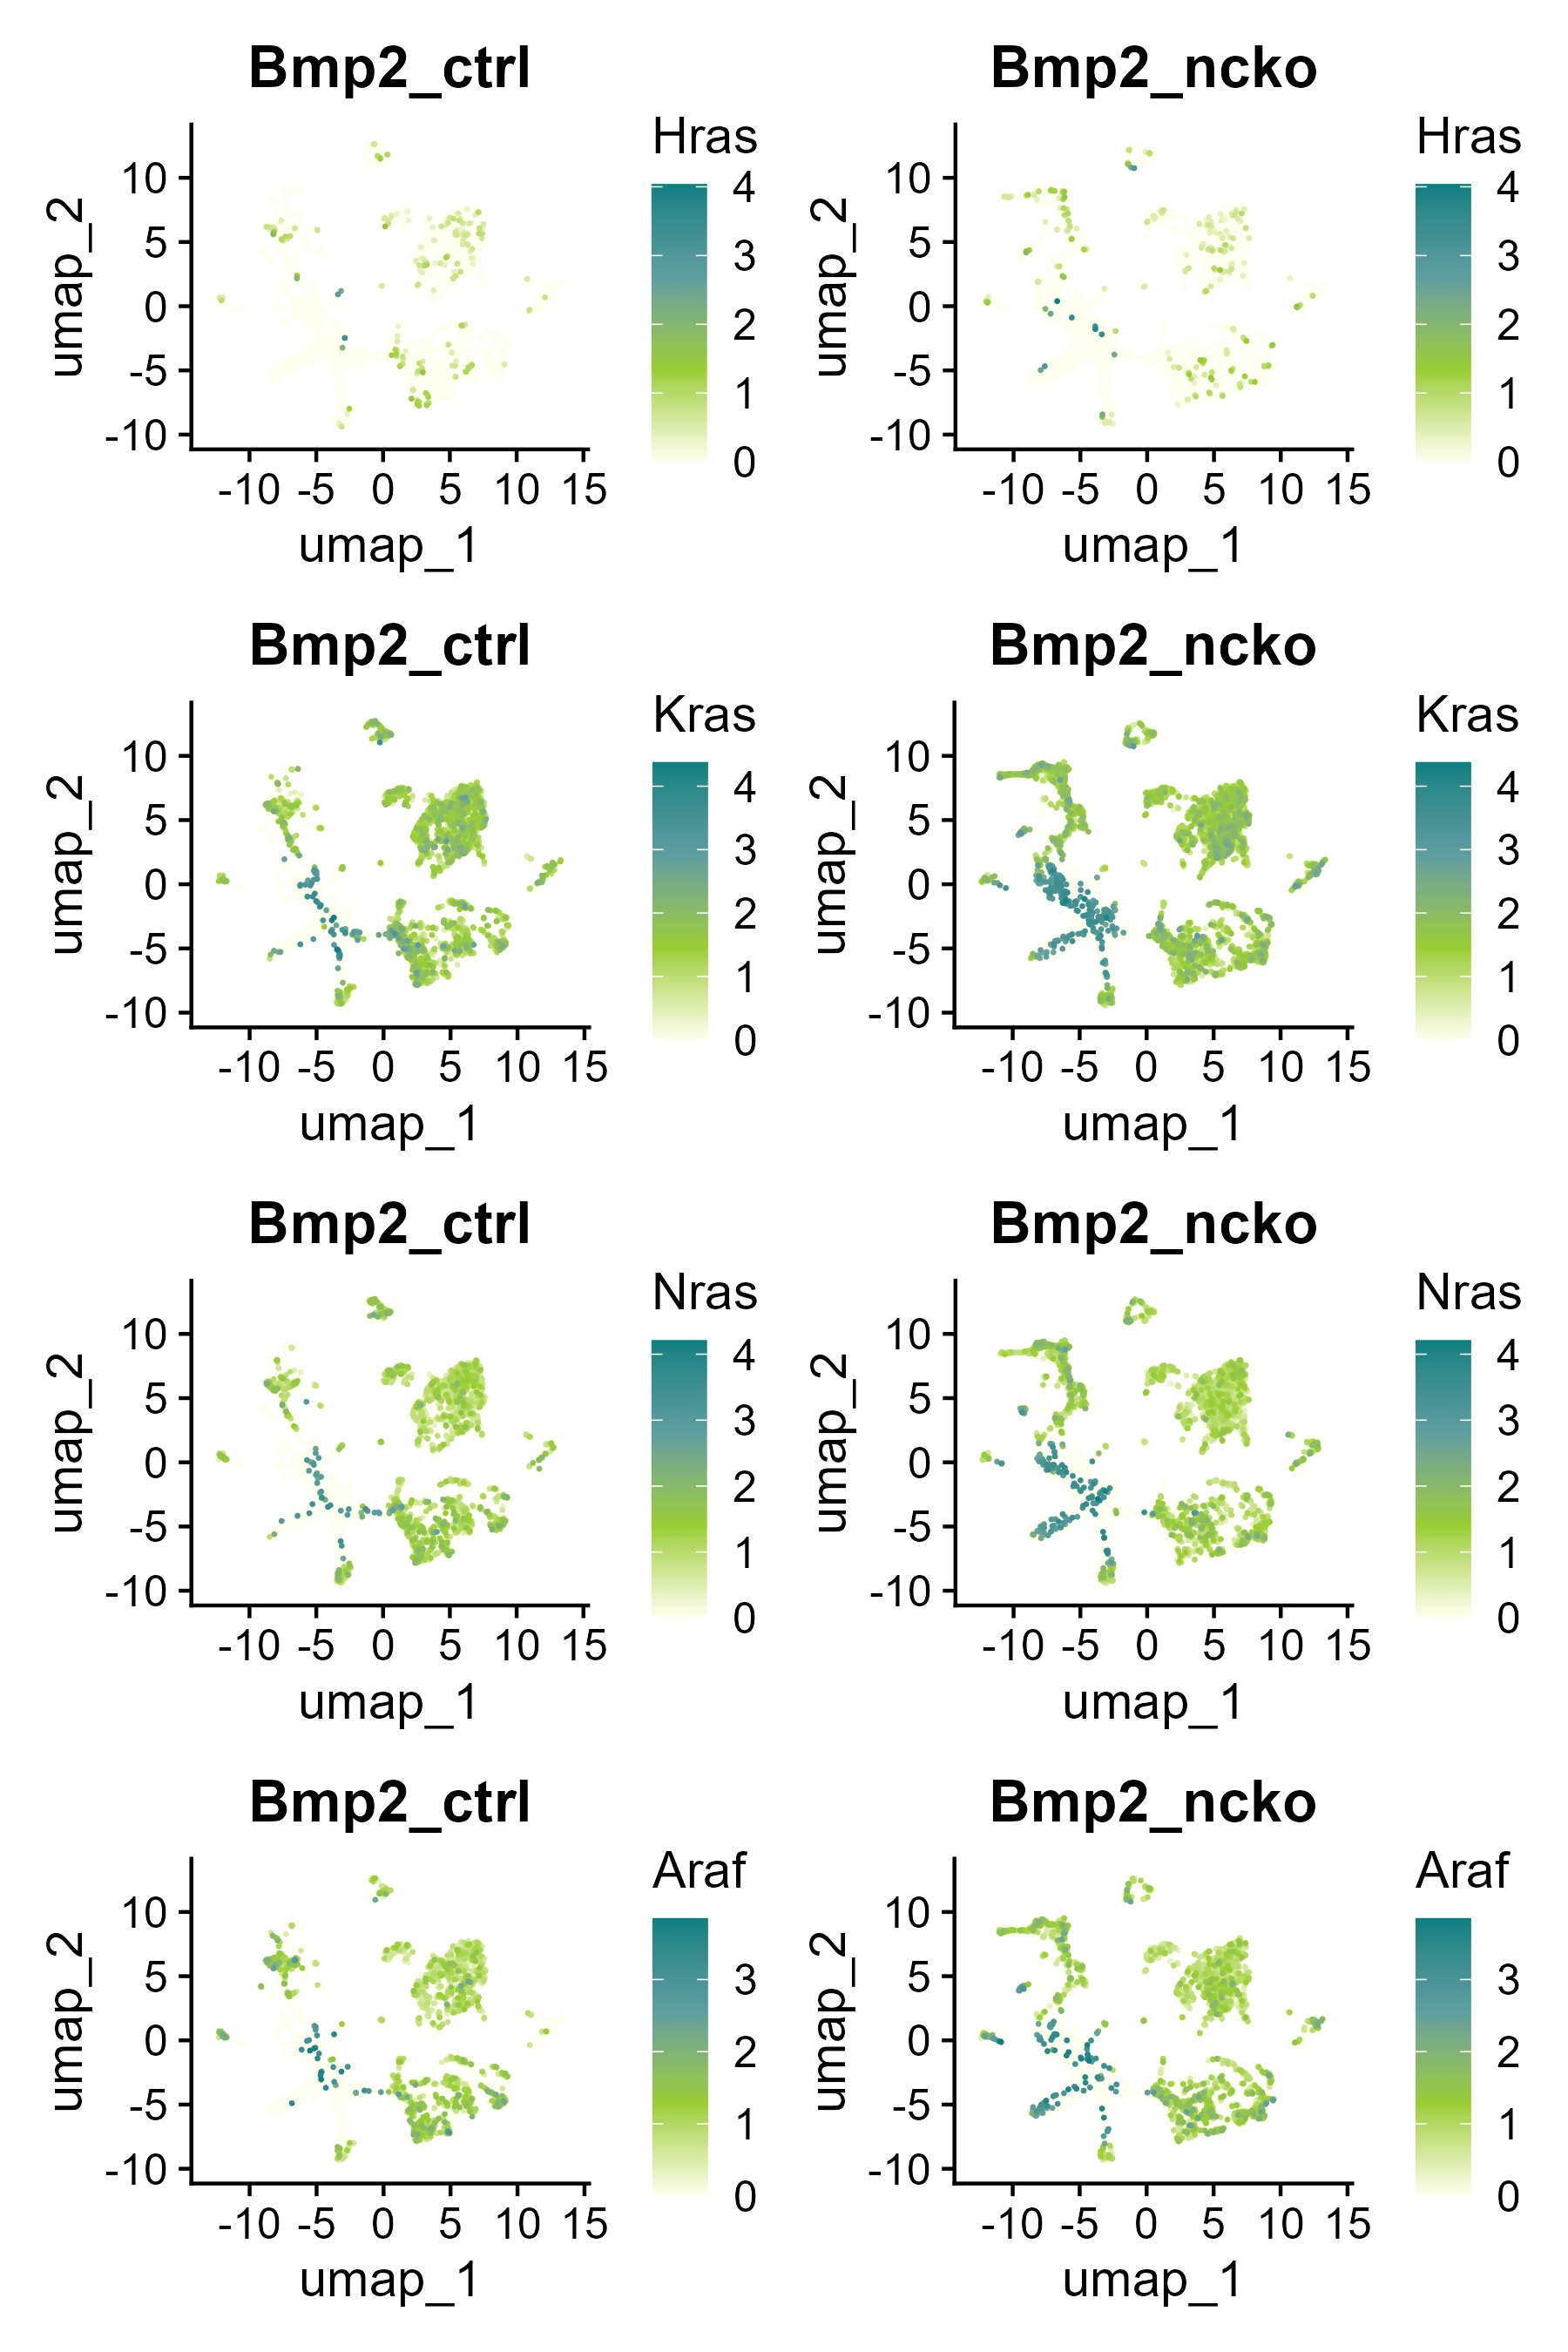 Bmp2_ctrl Bmp2_ncko
Hras Hras
umap_2 10 5 0 -5 -10 4 3 2 1 0 umap_2 10 5 0 -5 -10 4 3 2 1 0
-10 -5 0 5 10 15 -10 -5 0 5 10 15
umap_1 umap_1
Bmp2_ctrl Bmp2_ncko
Kras Kras
umap_2 10 5 0 -5 -10 4 3 2 1 0 umap_2 10 5 0 -5 -10 4 3 2 1 0
-10 -5 0 5 10 15 -10 -5 0 5 10 15
umap_1 umap_1
Bmp2_ctrl Bmp2_ncko
Nras Nras
umap_2 10 5 0 -5 -10 4 3 2 1 0 umap_2 10 5 0 -5 -10 4 3 2 1 0
-10 -5 0 5 10 15 -10 -5 0 5 10 15
umap_1 umap_1
Bmp2_ctrl Bmp2_ncko
Araf Araf
umap_2 10 5 0 -5 -10 3 2 1 0 umap_2 10 5 0 -5 -10 3 2 1 0
-10 -5 0 5 10 15 -10 -5 0 5 10 15
umap_1 umap_1